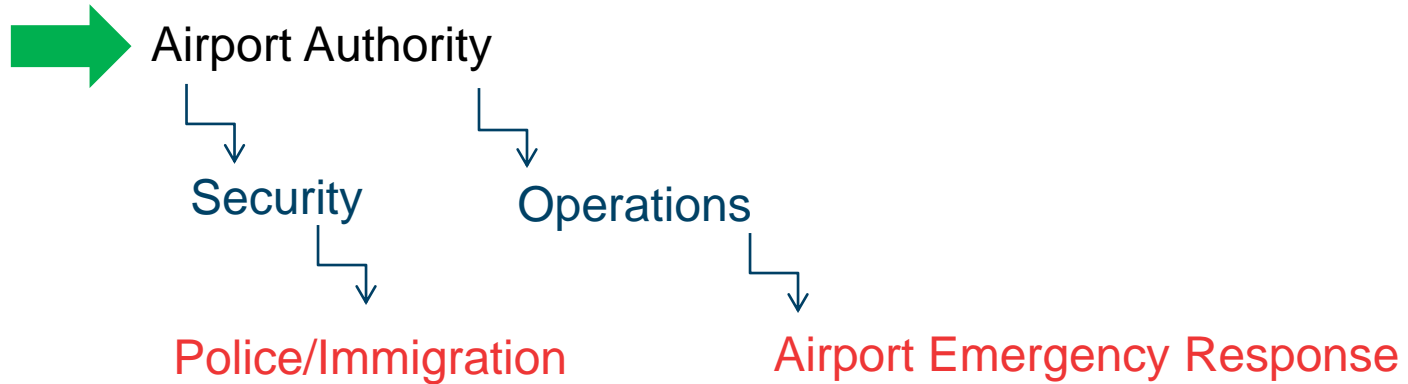 Airport Authority
Security
Operations
Police/Immigration
Airport Emergency Response